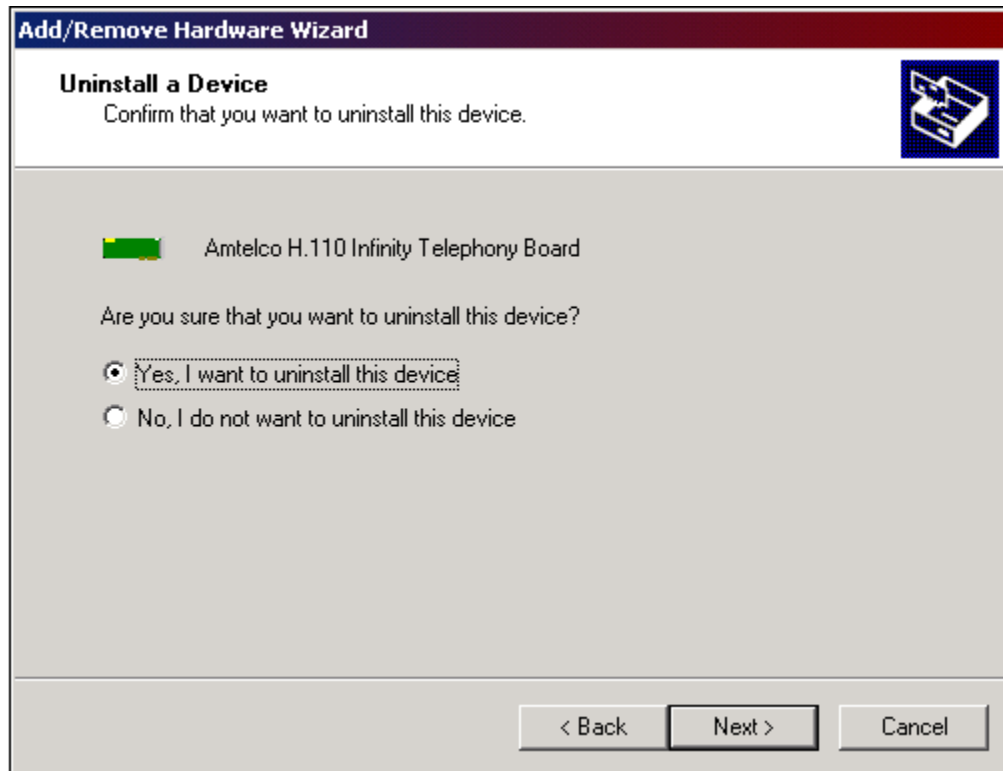 Add/Remove Hardware Wizard
Uninstall a Device
Confirm that you want to uninstall this device.
Amtelco H.110 Infinity Telephony Board
Are you sure that you want to uninstall this device?
Yes, I want to uninstall this device
No, I do not want to uninstall this device
< Back Next > Cancel